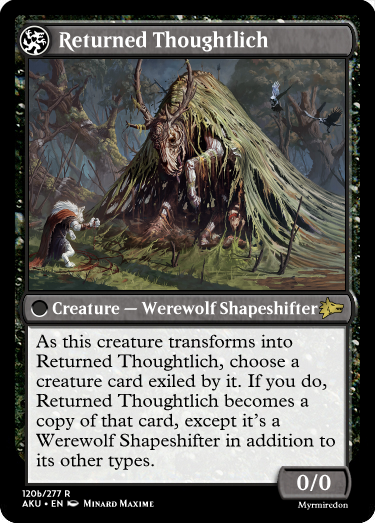 Returned Thoughtlich
Creature — Werewolf Shapeshifter
As this creature transforms into
Returned Thoughtlich, choose a
creature card exiled by it. If you do,
Returned Thoughtlich becomes a
copy of that card, except it's a
Werewolf Shapeshifter in addition to
its other types.
0/0
120b/277 R
AKU • EN Minard Maxime
Myrmiredon